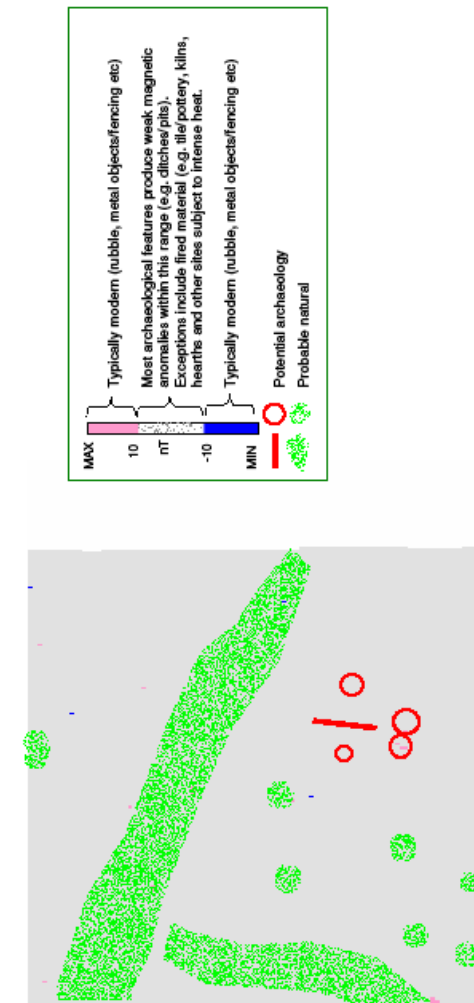 MAX
10
nT
-10
MIN
Typically modern (rubble, metal objects/fencing etc)
Most archaeological features produce weak magnetic
anomalies within this range (e.g. ditches/pits).
Exceptions include fired material (e.g. tile/pottery, kilns,
hearths and other sites subject to intense heat.
Typically modern (rubble, metal objects/fencing etc)
Potential archaeology
Probable natural